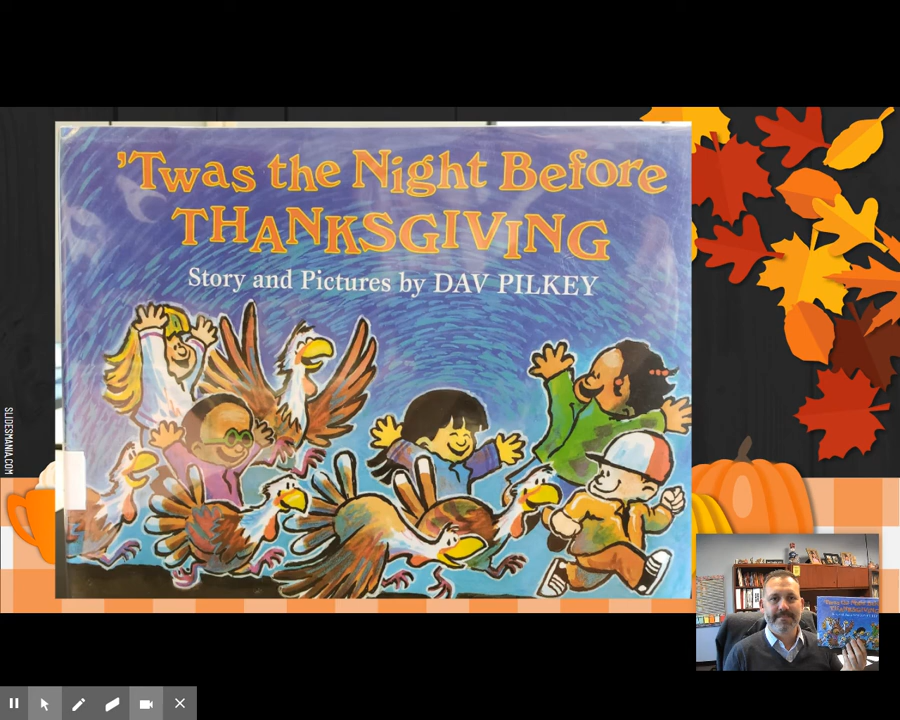 'Twas the Night Before
THANKSGIVING
Story and Pictures by DAV PILKEY
SLIDESMANIA.COM